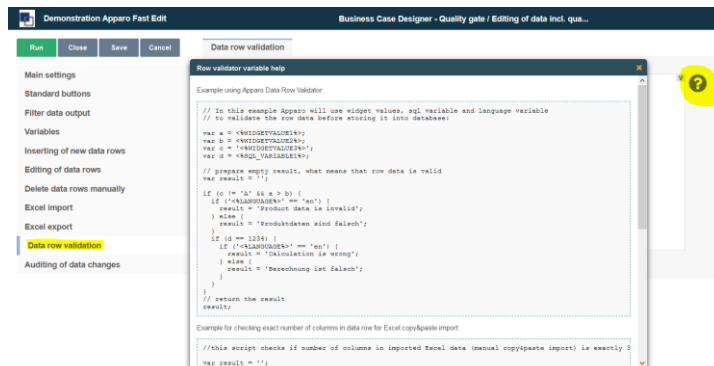 Demonstration Apparo Fast Edit
Business Case Designer - Quality gate / Editing of data incl. qua...
Run
Close
Save
Cancel
Data row validation
Main settings
Standard buttons
Filter data output
Variables
Inserting of new data rows
Editing of data rows
Delete data rows manually
Excel import
Excel export
Data row validation
Auditing of data changes
Row validator variable help
Example using Apparo Data Row Validator:
// In this example Apparo will use widget values, sql variable and language variable
// to validate the row data before storing it into database:
var a = <%WIDGETVALUE1%>;
var b = <%WIDGETVALUE2%>;
var c = '<%WIDGETVALUE3%>';
var d = <%SQL_VARIABLE1%>;
// prepare empty result, what means that row data is valid
var result = '';
if (c != 'A' && a > b) {
if ('<%LANGUAGE%>' == 'en') {
result = 'Product data is invalid';
} else {
result = 'Produktdaten sind falsch';
}
if (d == 1234) {
if ('<%LANGUAGE%>' == 'en') {
result = 'Calculation is wrong';
} else {
result = 'Berechnung ist falsch';
}
}
}
// return the result
result;
Example for checking exact number of columns in data row for Excel copy&paste import:
//this script checks if number of columns in imported Excel data (manual copy&paste import) is exactly 3
var result = '';